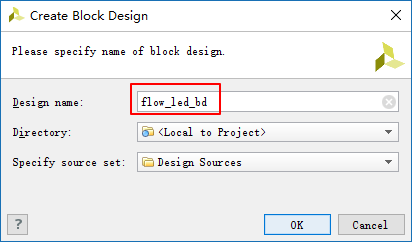 Create Block Design
Please specify name of block design.
Design name: flow_led_bd
Directory: <Local to Project>
Specify source set: Design Sources
? OK Cancel